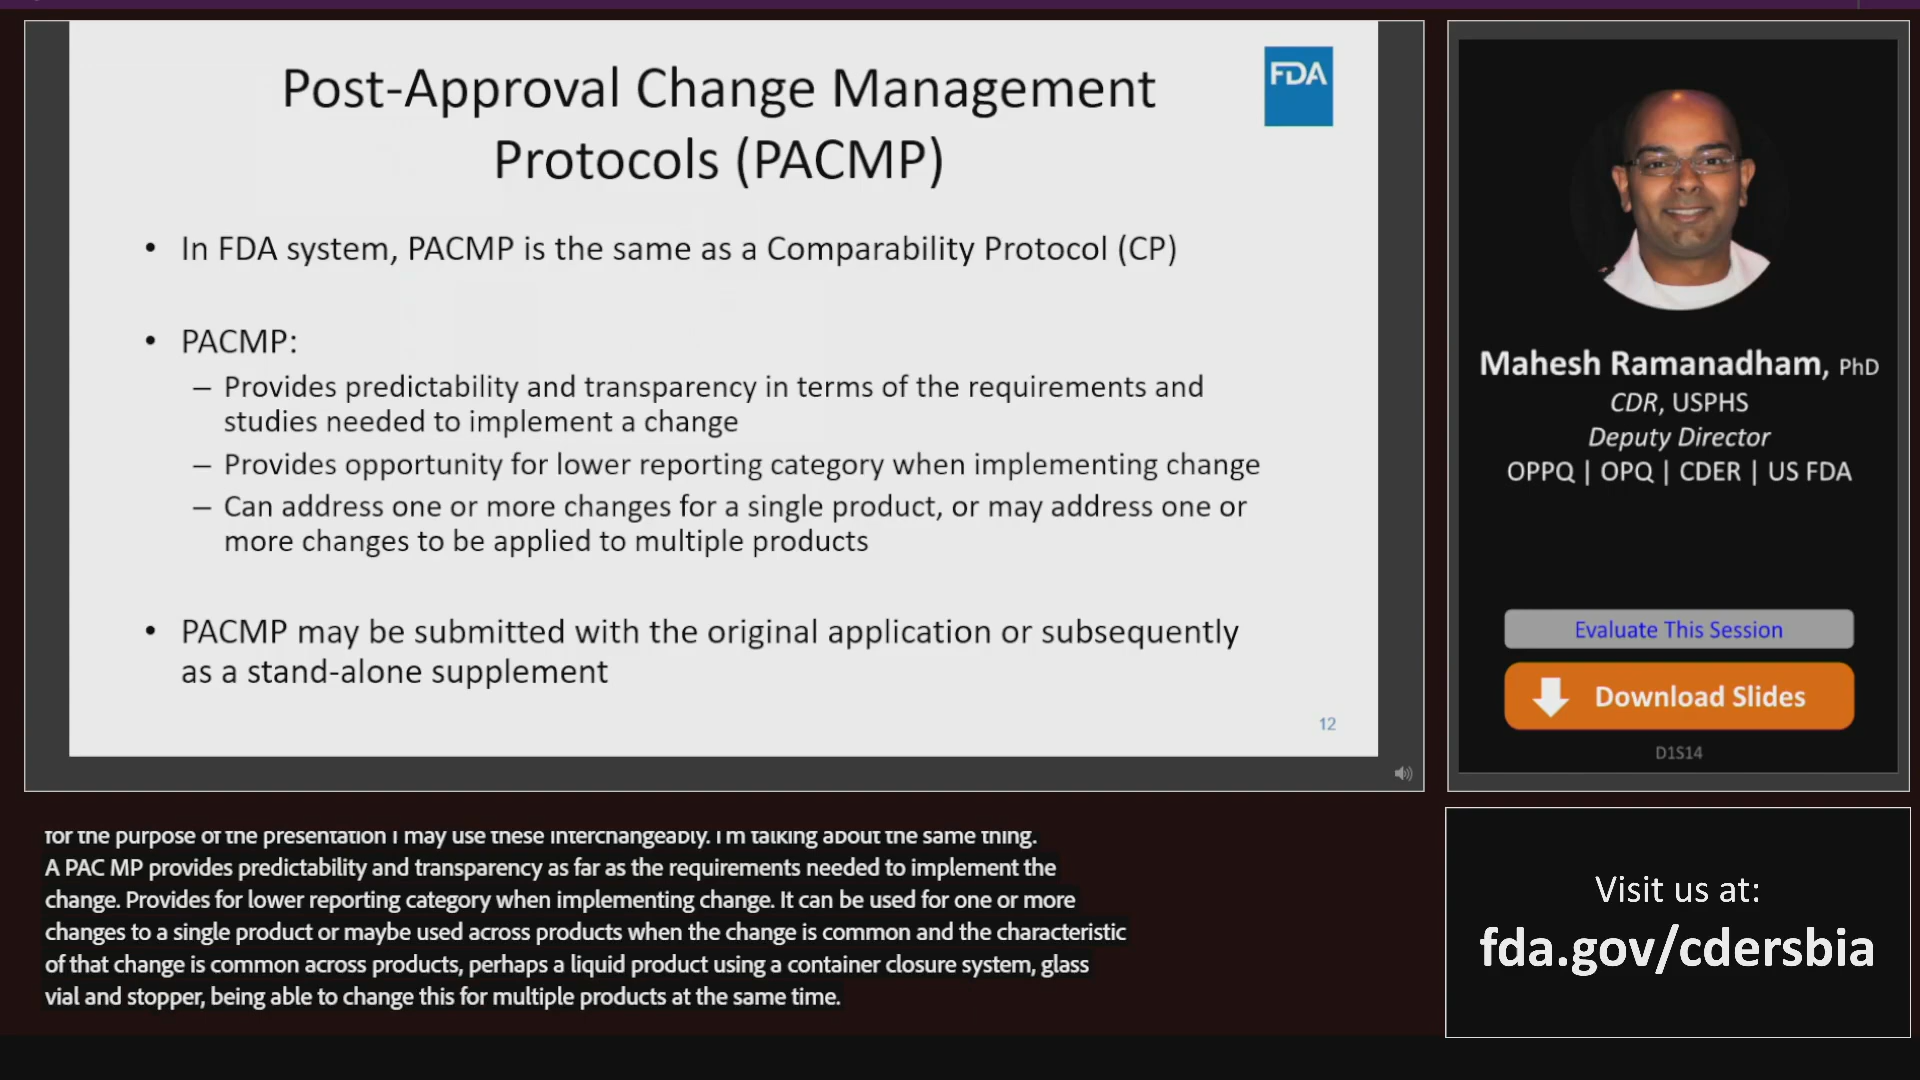 Post-Approval Change Management
Protocols (PACMP)
FDA
• In FDA system, PACMP is the same as a Comparability Protocol (CP)
• PACMP:
– Provides predictability and transparency in terms of the requirements and
studies needed to implement a change
– Provides opportunity for lower reporting category when implementing change
– Can address one or more changes for a single product, or may address one or
more changes to be applied to multiple products
• PACMP may be submitted with the original application or subsequently
as a stand-alone supplement
12
Mahesh Ramanadham, PhD
CDR, USPHS
Deputy Director
OPPQ | OPQ | CDER | US FDA
Evaluate This Session
Download Slides
D1S14
for the purpose of the presentation I may use these interchangeably. I'm talking about the same thing.
A PAC MP provides predictability and transparency as far as the requirements needed to implement the
change. Provides for lower reporting category when implementing change. It can be used for one or more
changes to a single product or maybe used across products when the change is common and the characteristic
of that change is common across products, perhaps a liquid product using a container closure system, glass
vial and stopper, being able to change this for multiple products at the same time.
Visit us at:
fda.gov/cdersbia